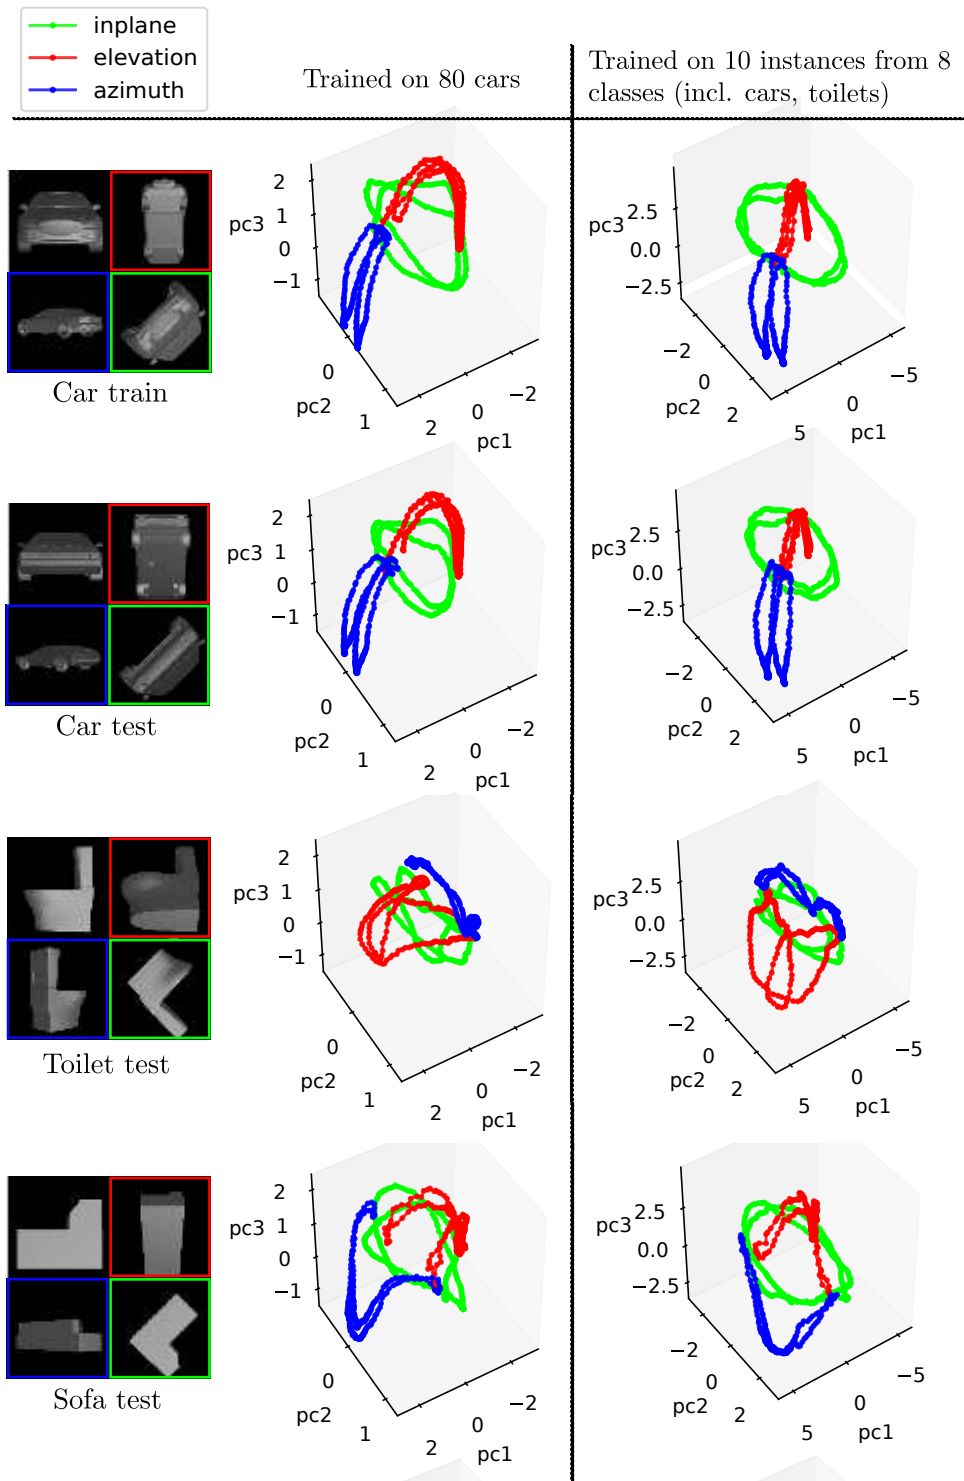 inplane
elevation
azimuth
Trained on 80 cars
Trained on 10 instances from 8
classes (incl. cars, toilets)
Car train
pc3
2
1
0
−1
0
pc2
1
2
0
−2
pc1
pc3
2.5
0.0
−2.5
−2
0
pc2
2
5
0
−5
pc1
Car test
pc3
2
1
0
−1
0
pc2
1
2
0
−2
pc1
pc3
2.5
0.0
−2.5
−2
0
pc2
2
5
0
−5
pc1
Toilet test
pc3
2
1
0
−1
0
pc2
1
2
0
−2
pc1
pc3
2.5
0.0
−2.5
−2
0
pc2
2
5
0
−5
pc1
Sofa test
pc3
2
1
0
−1
0
pc2
1
2
0
−2
pc1
pc3
2.5
0.0
−2.5
−2
0
pc2
2
5
0
−5
pc1